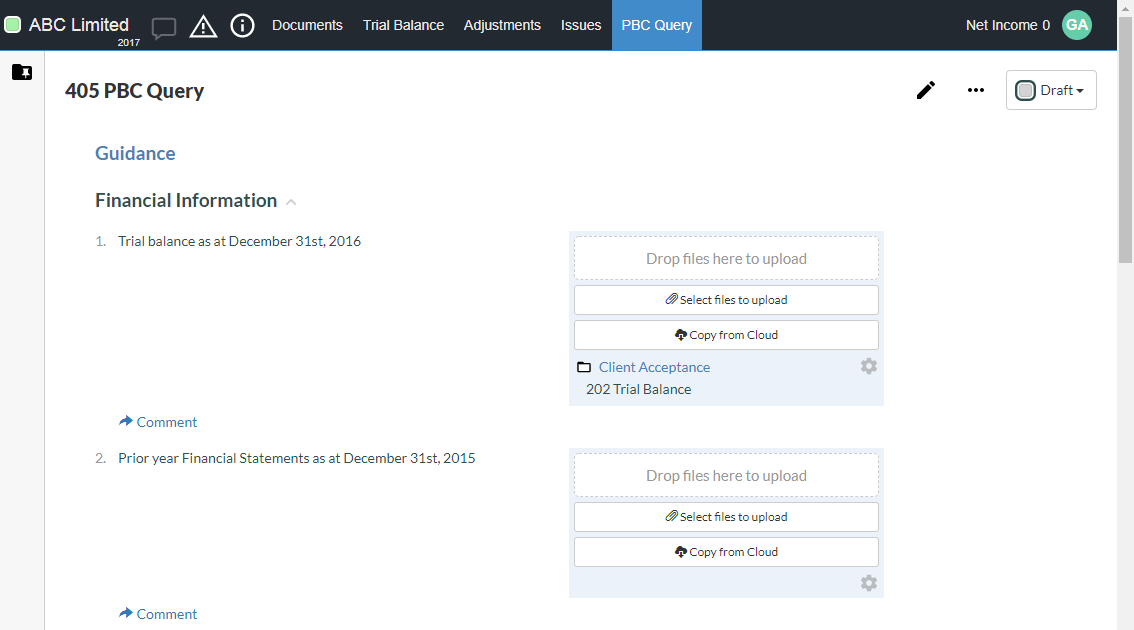 ABC Limited
2017
Documents Trial Balance Adjustments Issues PBC Query
Net Income 0 GA
405 PBC Query
Draft
Guidance
Financial Information
1. Trial balance as at December 31st, 2016
Drop files here to upload
Select files to upload
Copy from Cloud
Client Acceptance
202 Trial Balance
Comment
2. Prior year Financial Statements as at December 31st, 2015
Drop files here to upload
Select files to upload
Copy from Cloud
Comment